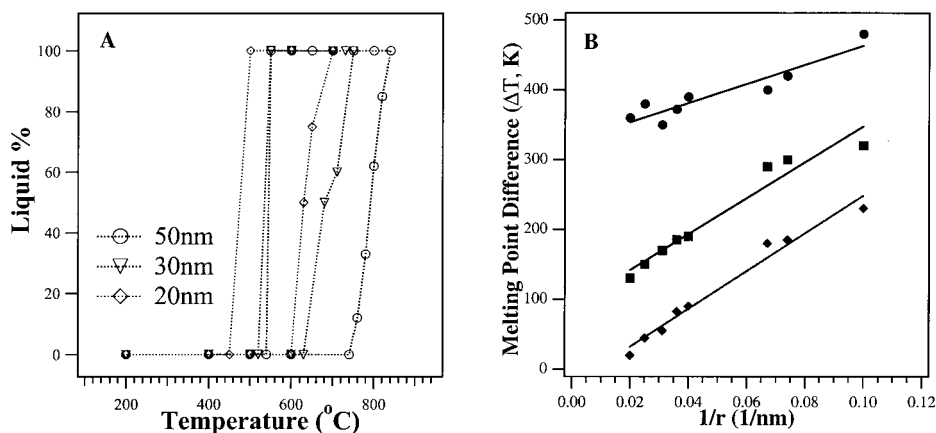 A
100
80
60
40
20
0
Liquid %
50nm
30nm
20nm
200
400
600
800
Temperature (°C)
B
500
400
300
200
100
0
Melting Point Difference (ΔT, K)
0.00
0.02
0.04
0.06
0.08
0.10
0.12
1/r (1/nm)